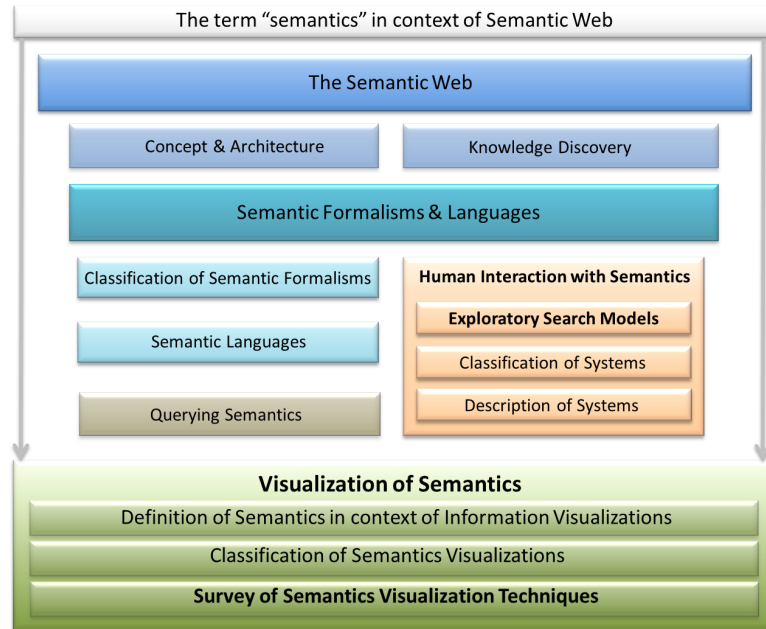 The term “semantics” in context of Semantic Web
The Semantic Web
Concept & Architecture
Knowledge Discovery
Semantic Formalisms & Languages
Classification of Semantic Formalisms
Semantic Languages
Querying Semantics
Human Interaction with Semantics
Exploratory Search Models
Classification of Systems
Description of Systems
Visualization of Semantics
Definition of Semantics in context of Information Visualizations
Classification of Semantics Visualizations
Survey of Semantics Visualization Techniques